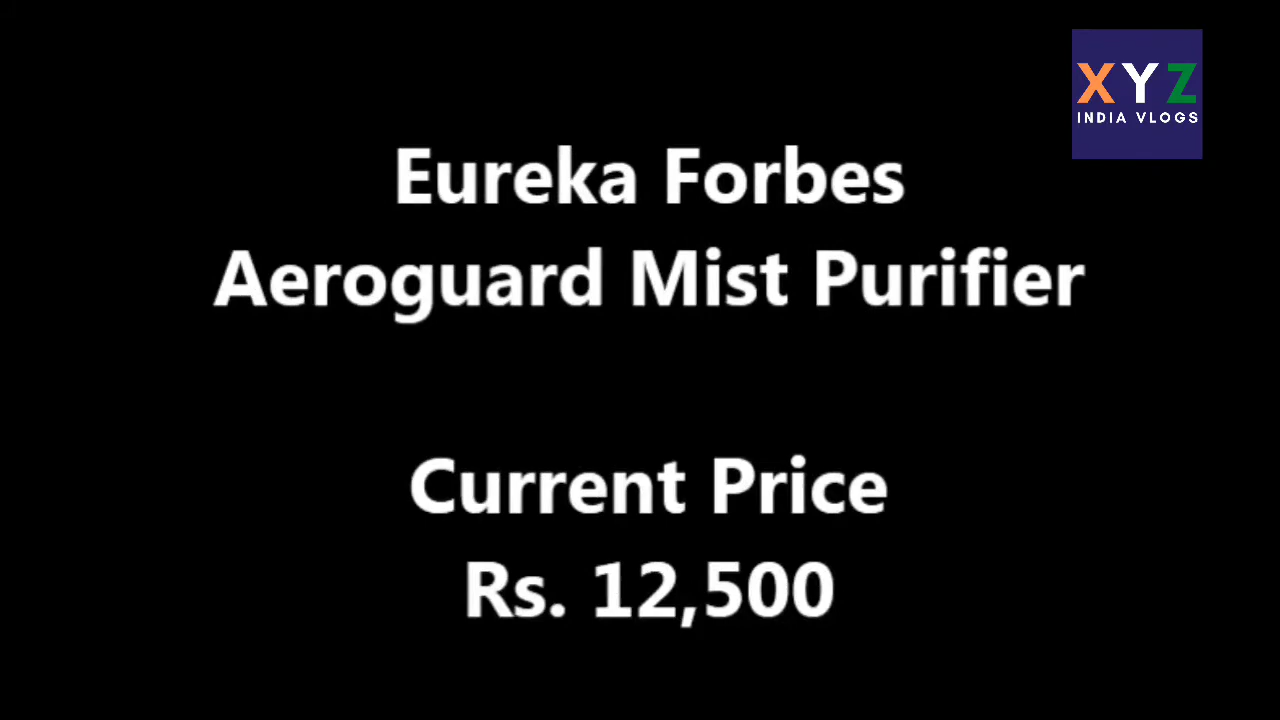 XYZ
INDIA VLOGS
Eureka Forbes
Aeroguard Mist Purifier
Current Price
Rs. 12,500